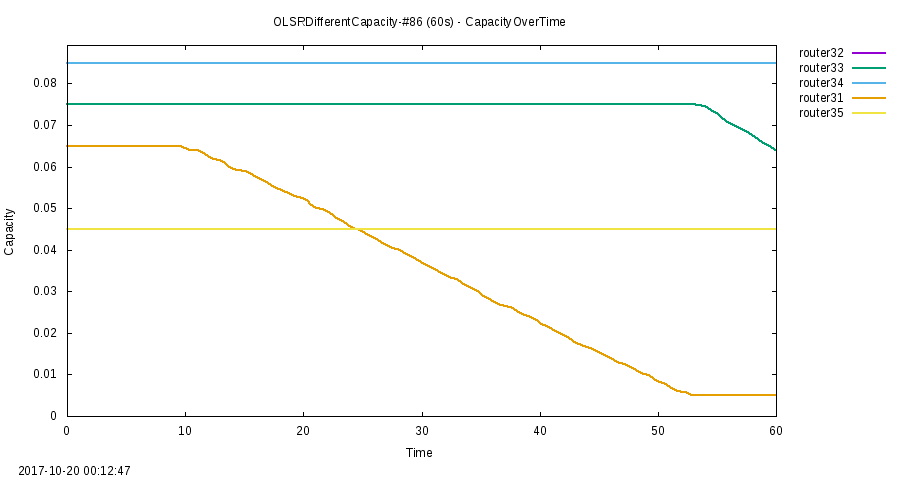 OLSRDifferentCapacity-#86 (60s) - CapacityOverTime
router32
router33
router34
router31
router35
0.08
0.07
0.06
0.05
0.04
0.03
0.02
0.01
0
Capacity
0 10 20 30 40 50 60
Time
2017-10-20 00:12:47